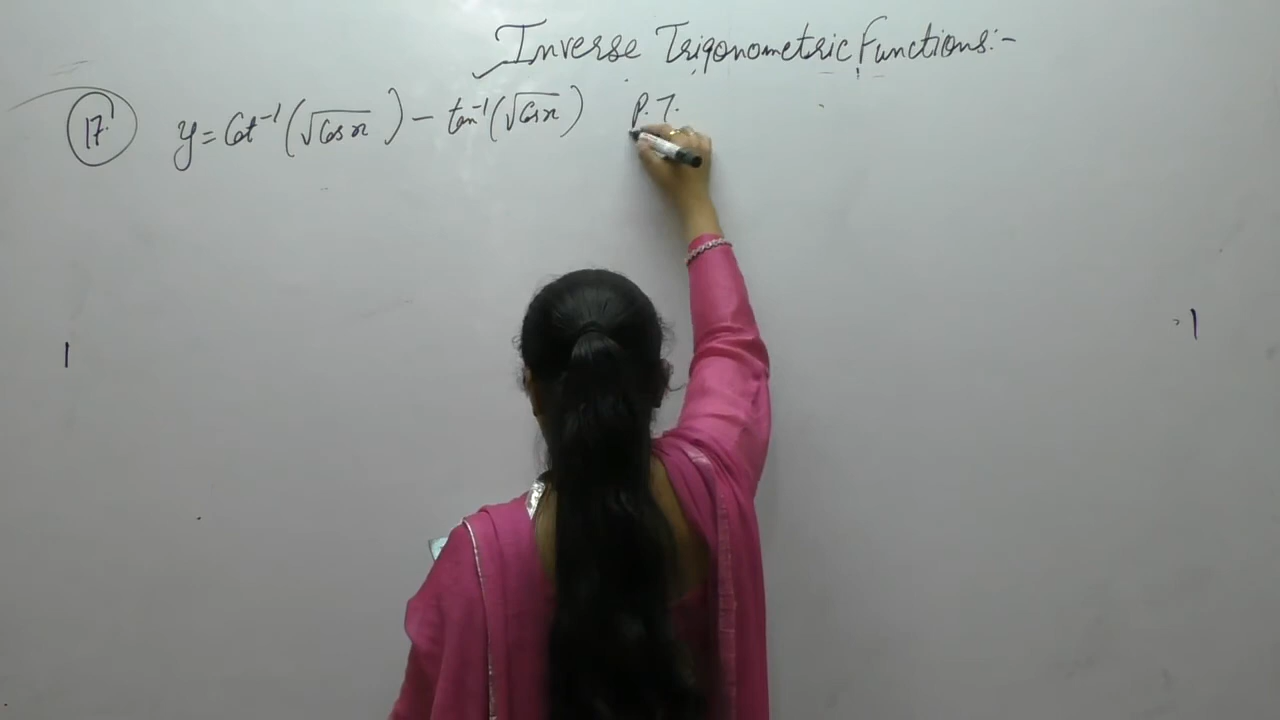 Inverse Trigonometric Functions:-
17. y = Cot⁻¹(√Cos x) - tan⁻¹(√Cos x) P.T.